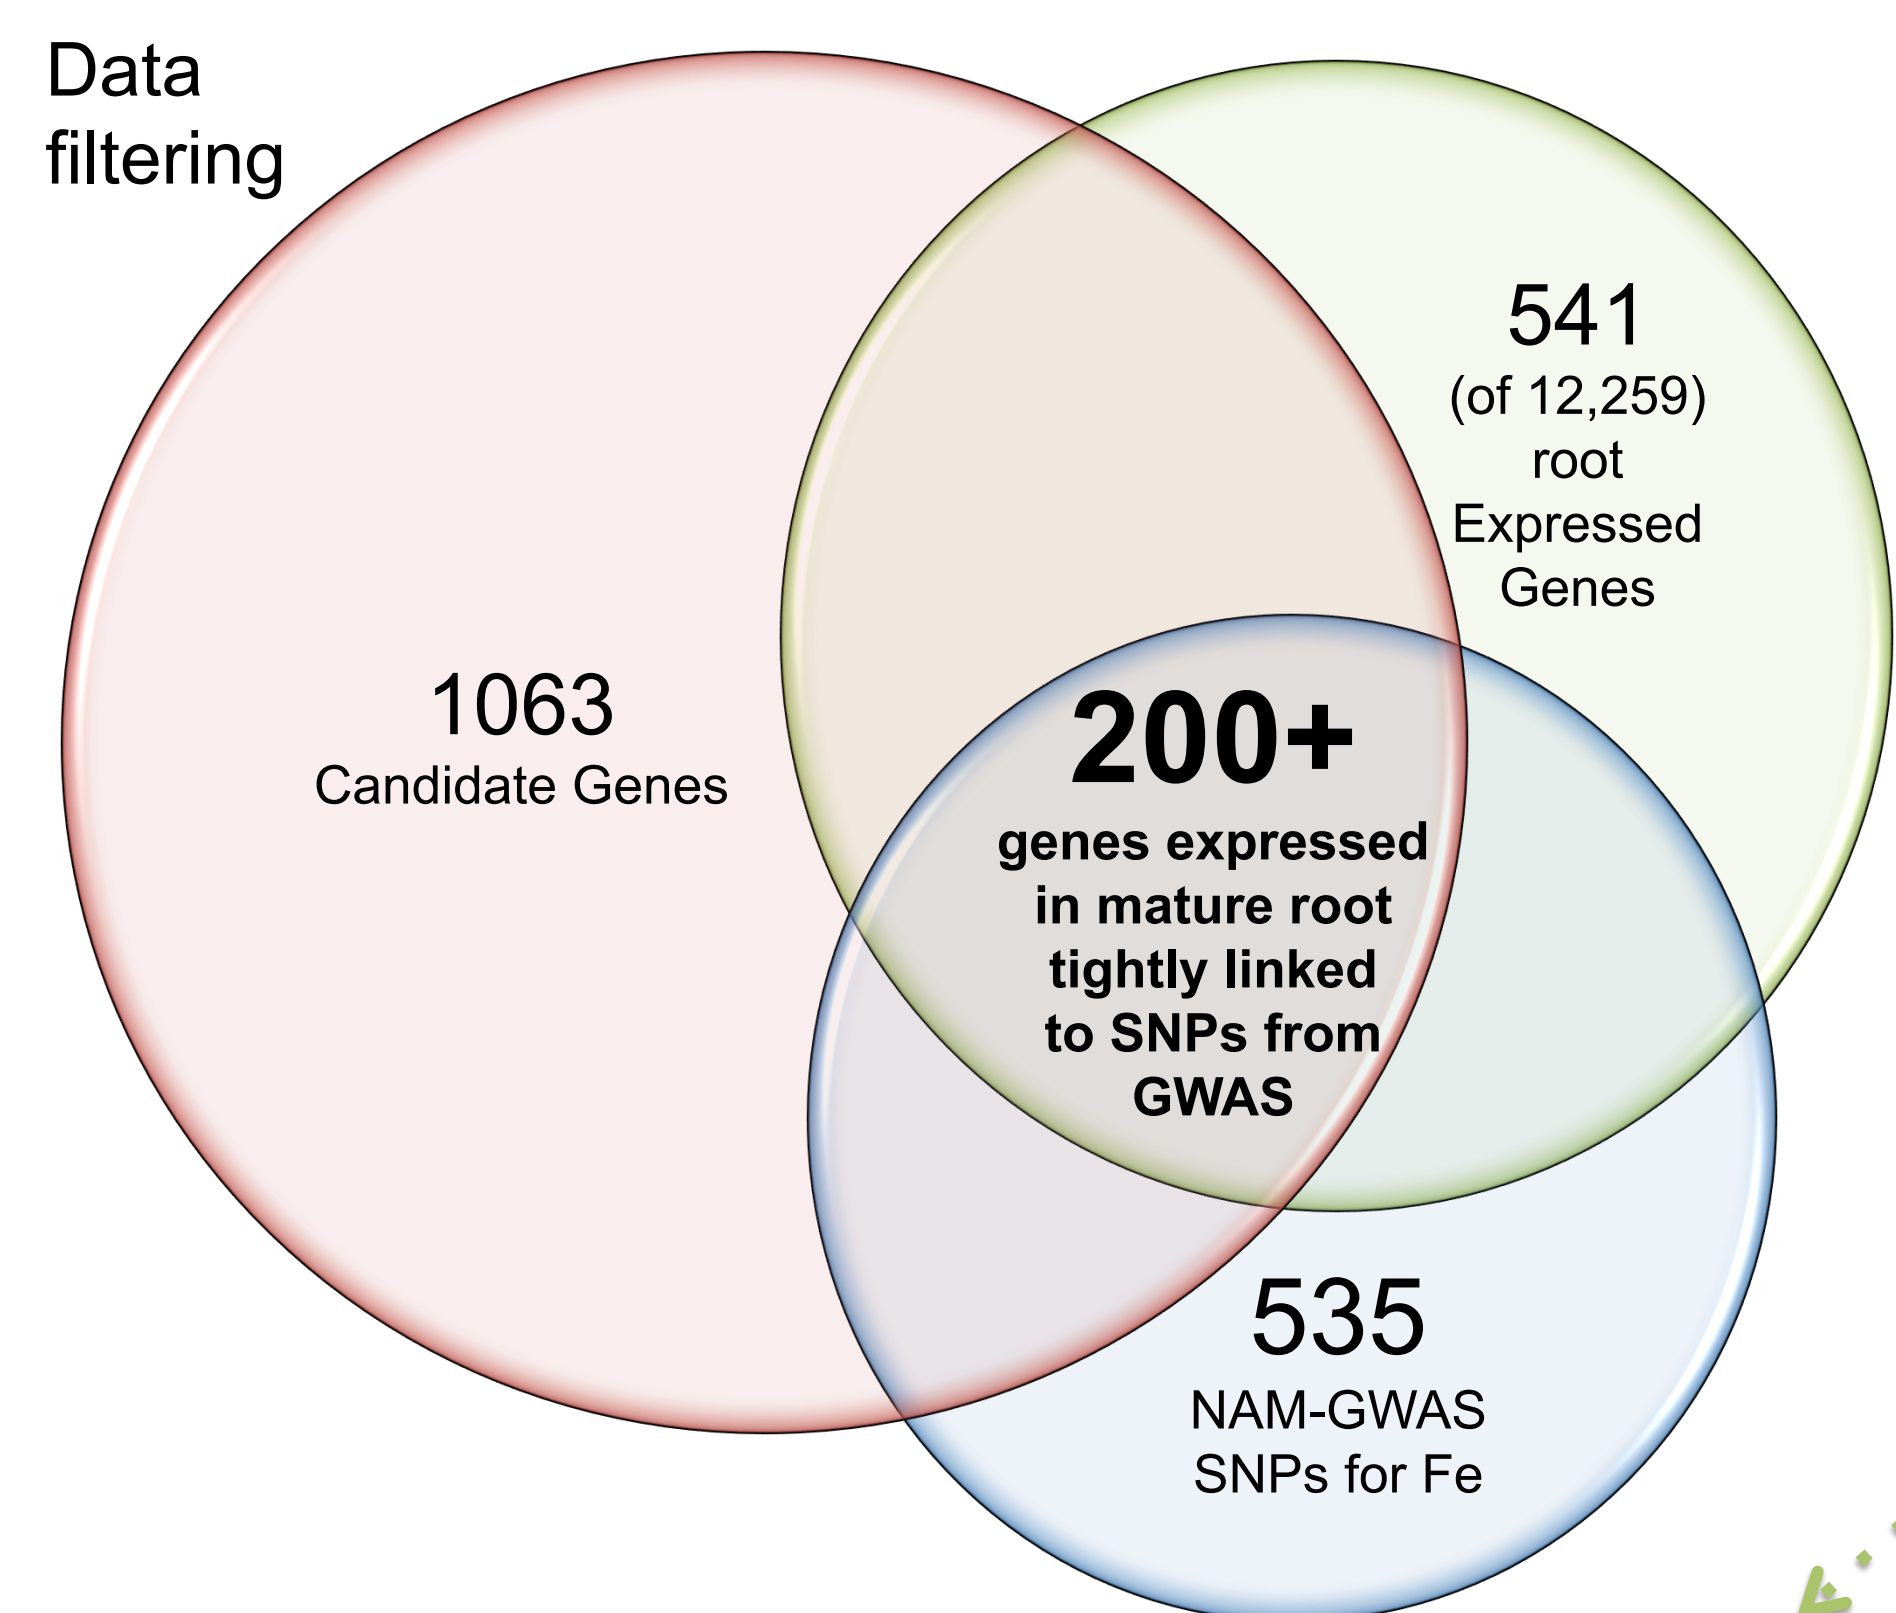 Data
filtering
541
(of 12,259)
root
Expressed
Genes
1063
Candidate Genes
200+
genes expressed
in mature root
tightly linked
to SNPs from
GWAS
535
NAM-GWAS
SNPs for Fe